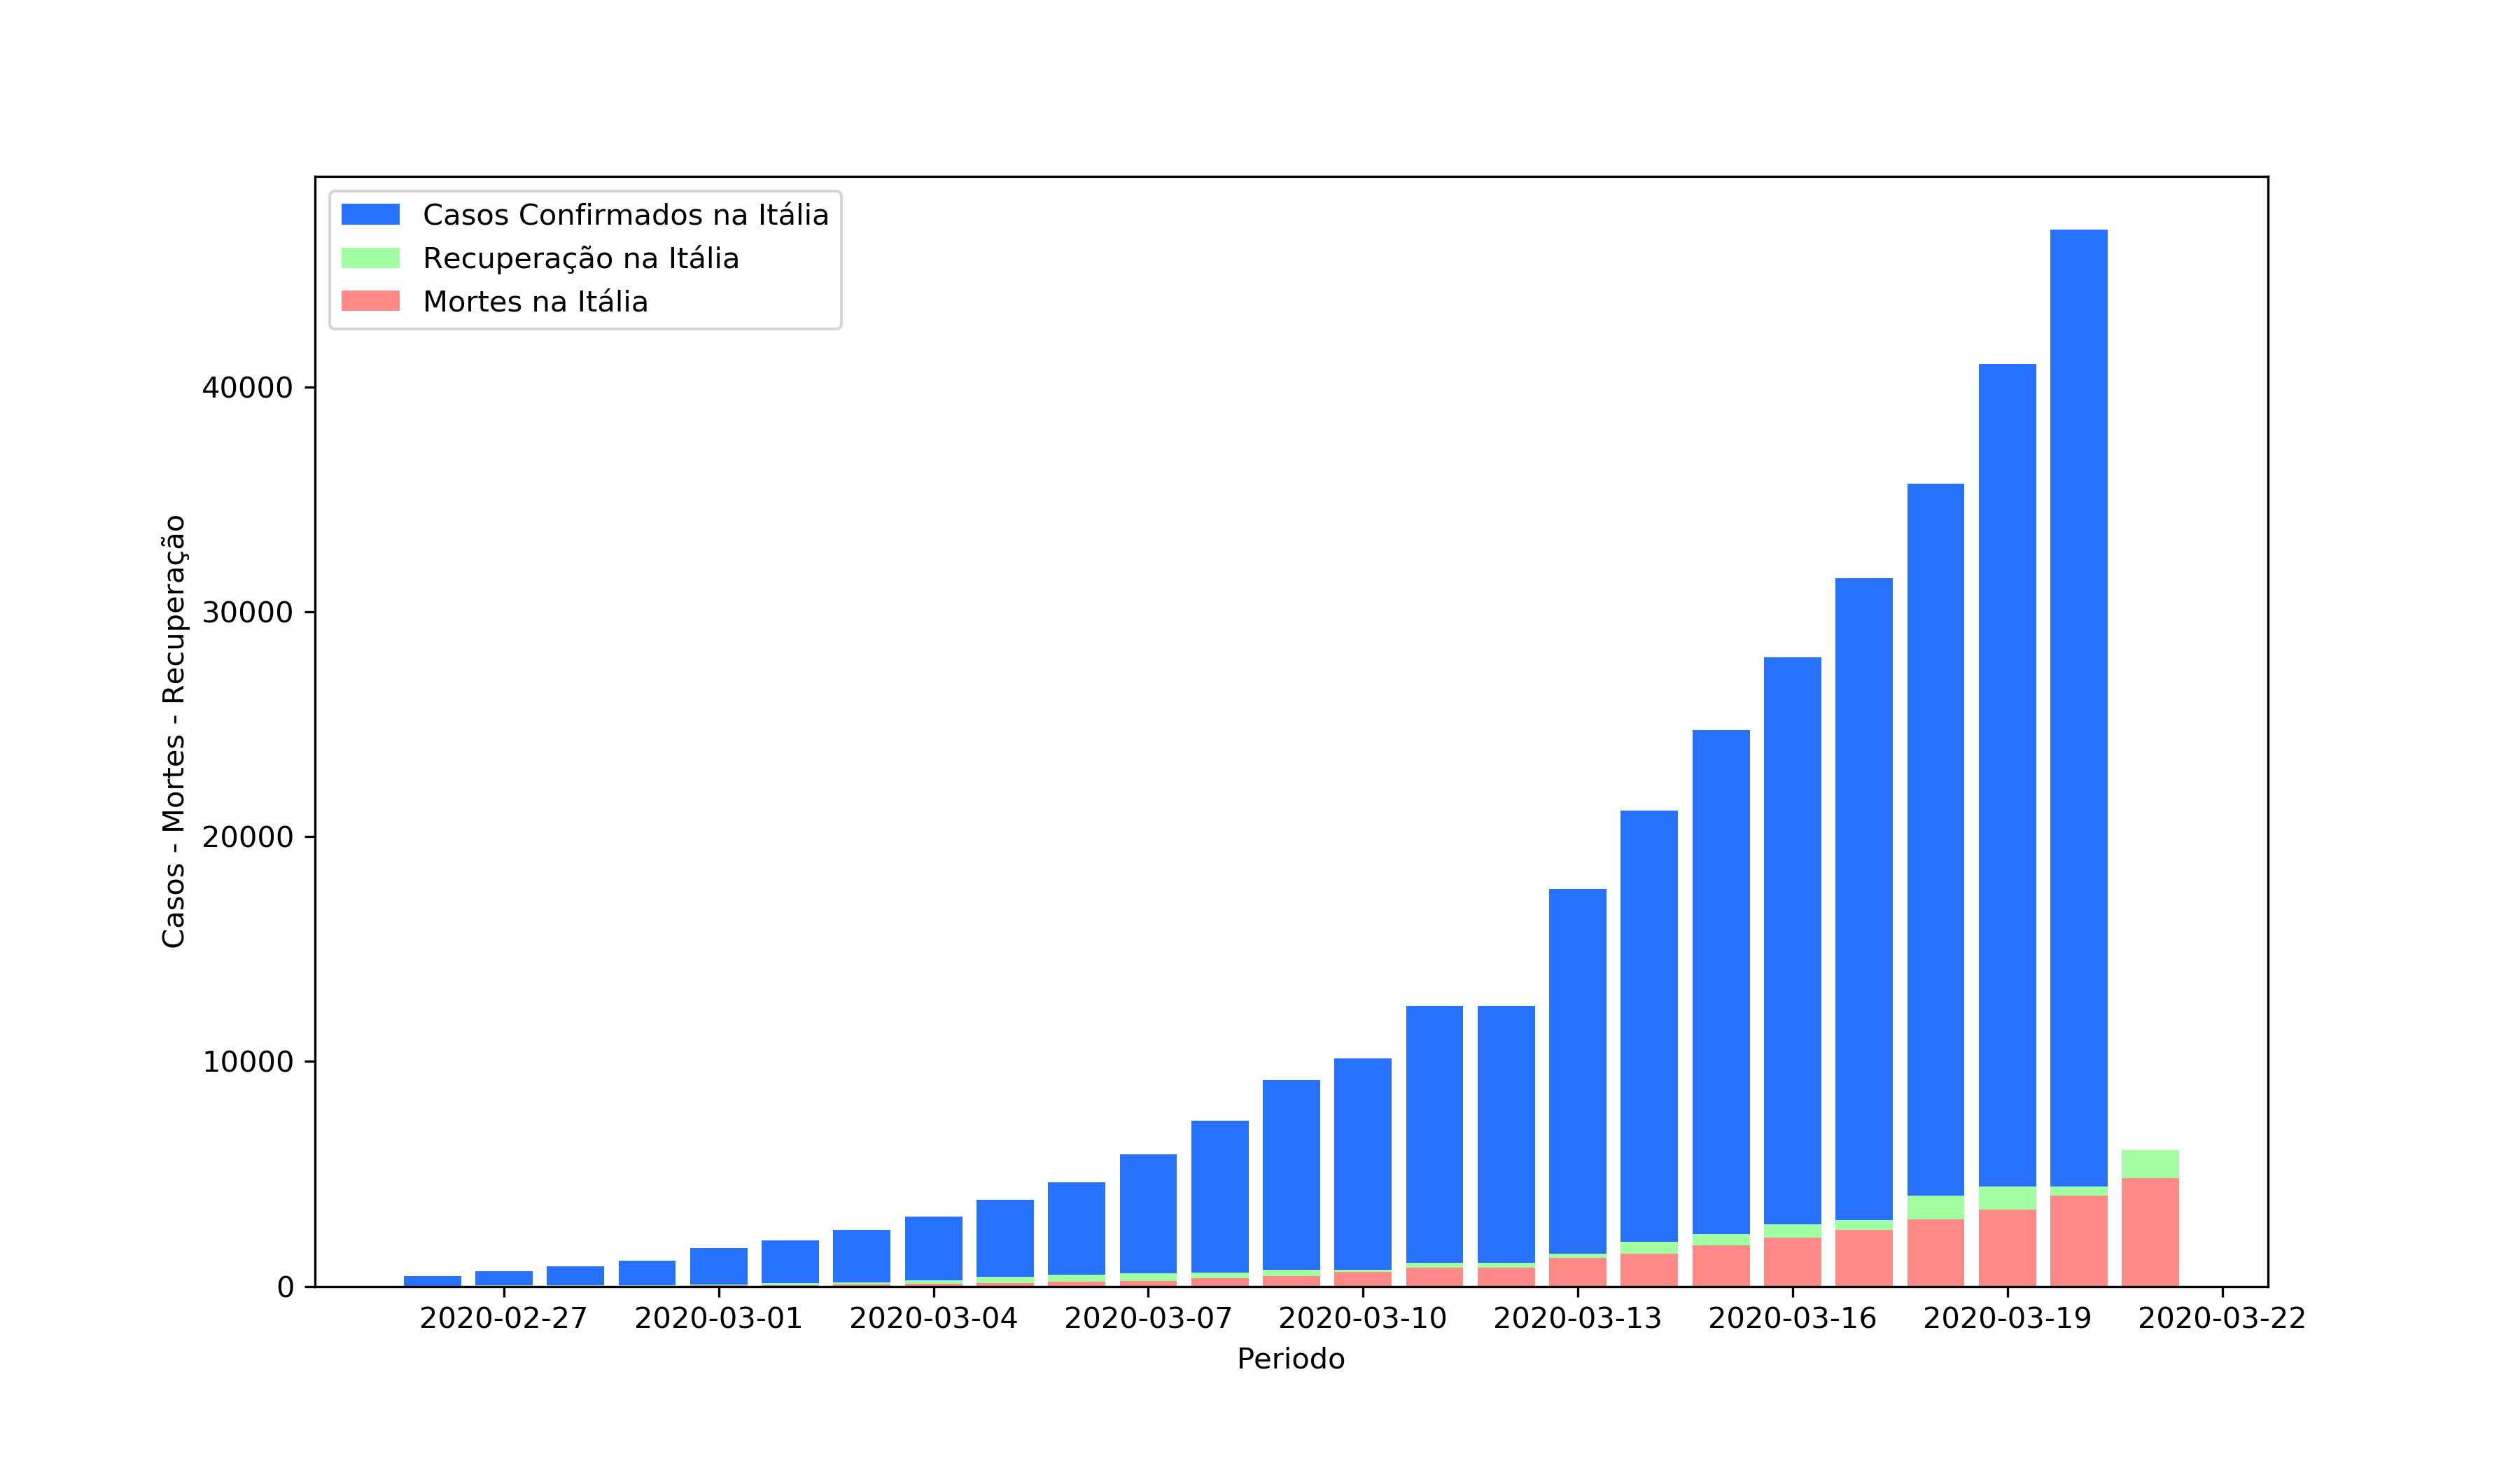 Casos Confirmados na Itália
Recuperação na Itália
Mortes na Itália
Casos - Mortes - Recuperação
40000
30000
20000
10000
0
2020-02-27 2020-03-01 2020-03-04 2020-03-07 2020-03-10 2020-03-13 2020-03-16 2020-03-19 2020-03-22
Periodo